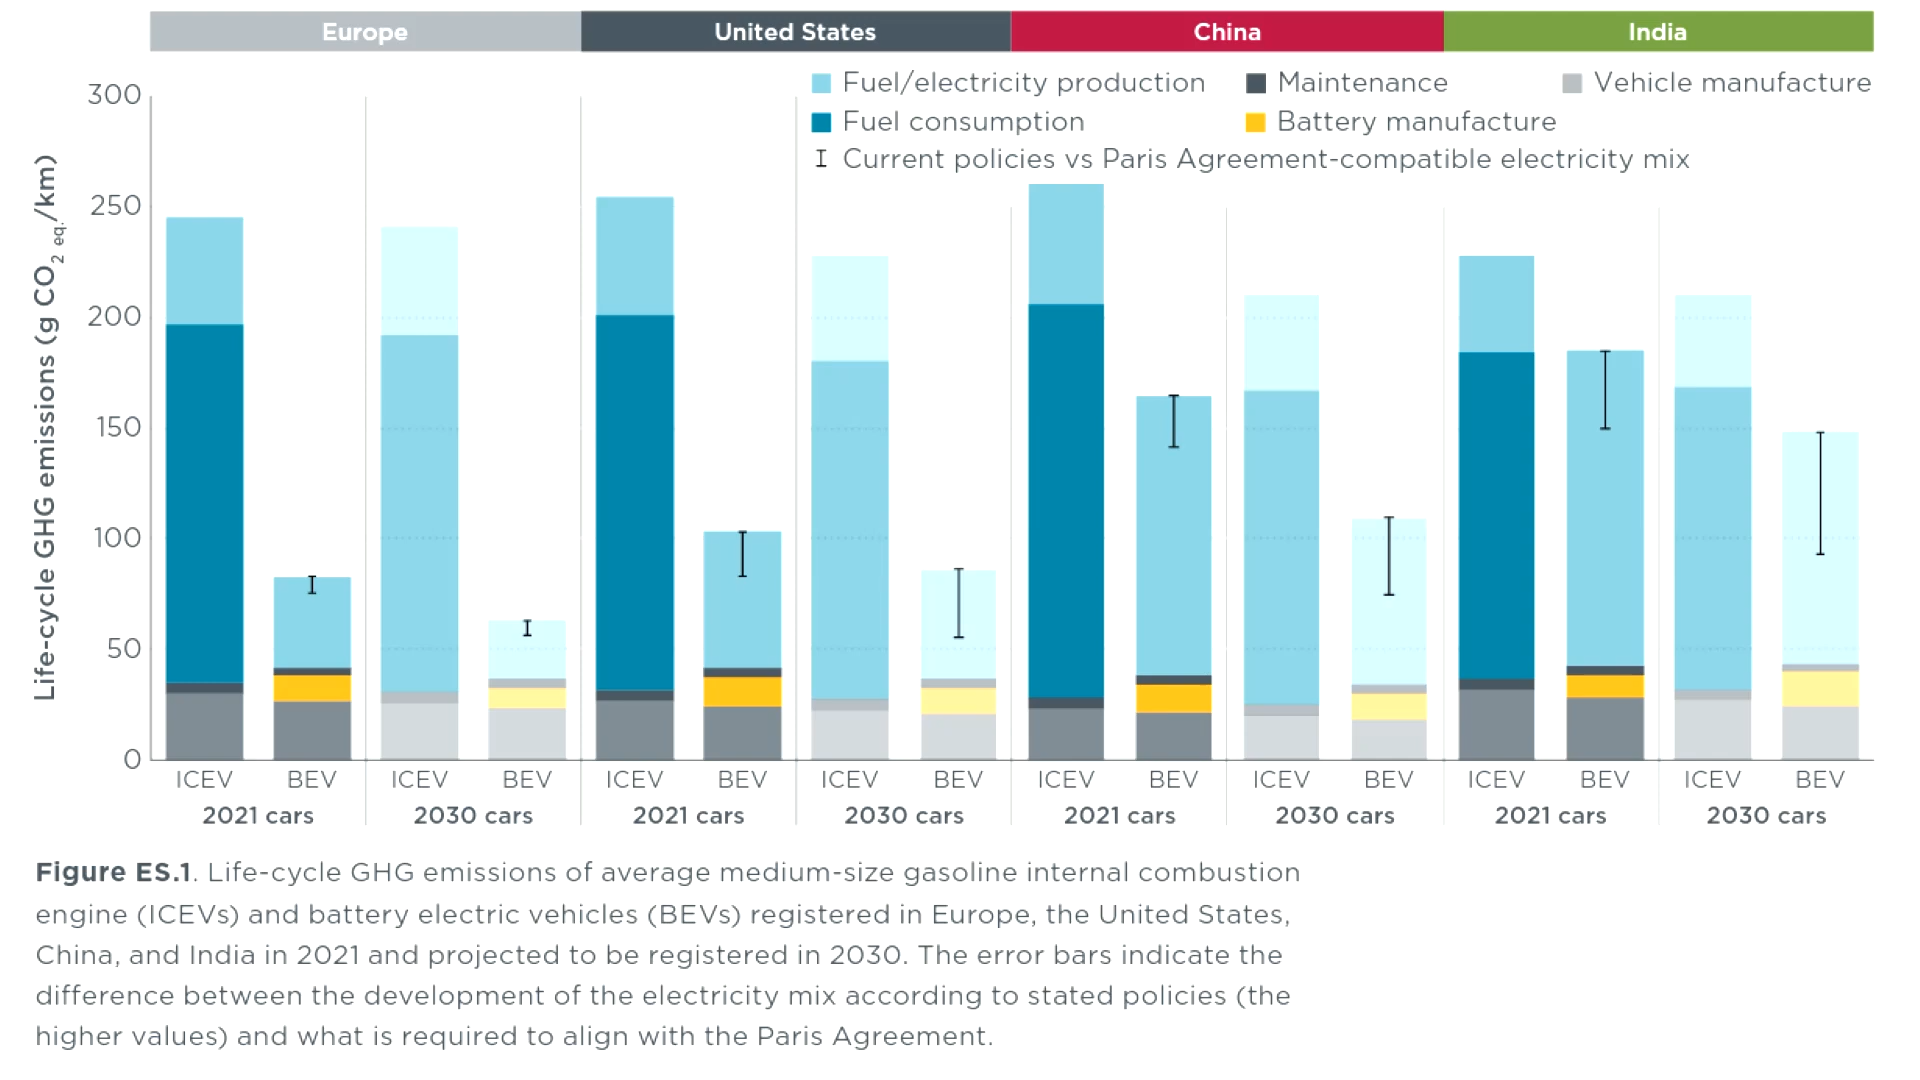 Europe United States China India
Fuel/electricity production Maintenance Vehicle manufacture
Fuel consumption Battery manufacture
Current policies vs Paris Agreement-compatible electricity mix
Life-cycle GHG emissions (g CO2 eq./km)
300
250
200
150
100
50
0
ICEV BEV ICEV BEV ICEV BEV ICEV BEV ICEV BEV ICEV BEV ICEV BEV ICEV BEV
2021 cars 2030 cars 2021 cars 2030 cars 2021 cars 2030 cars 2021 cars 2030 cars
Figure ES.1. Life-cycle GHG emissions of average medium-size gasoline internal combustion
engine (ICEVs) and battery electric vehicles (BEVs) registered in Europe, the United States,
China, and India in 2021 and projected to be registered in 2030. The error bars indicate the
difference between the development of the electricity mix according to stated policies (the
higher values) and what is required to align with the Paris Agreement.